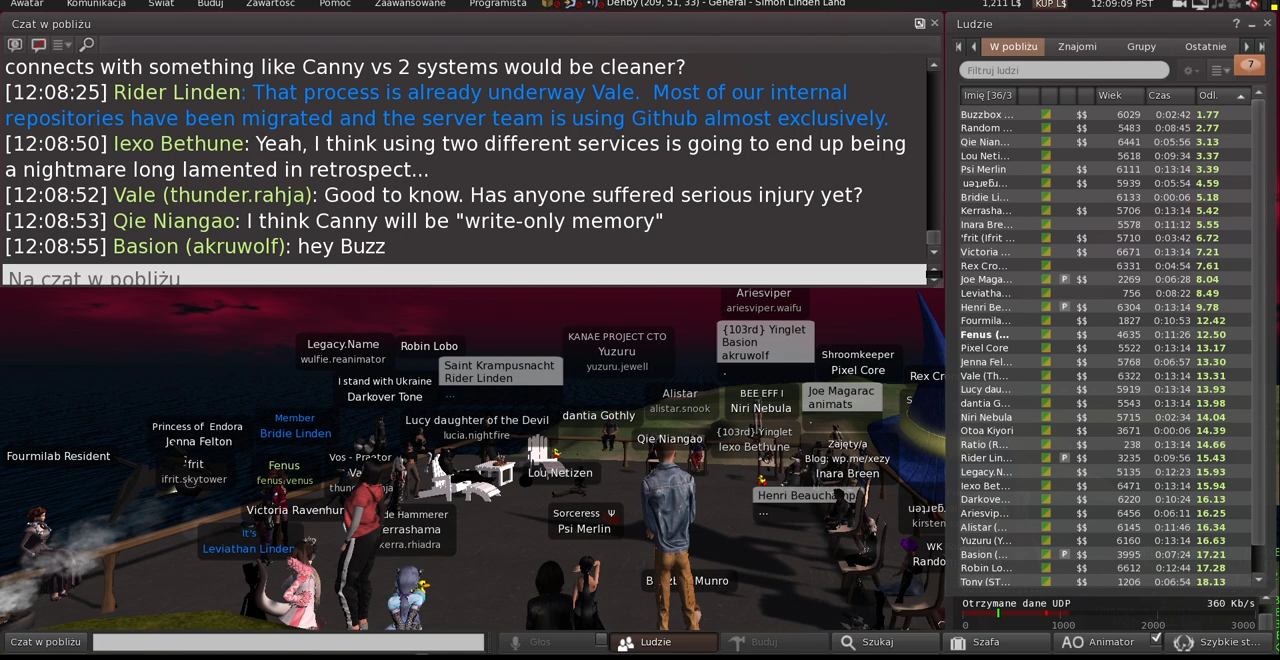 Awatar Komunikacja Świat Buduj Zawartość Pomoc Zaawansowane Programista Denby (209, 51, 33) - General - Simon Linden Land 1,211 L$ KUP L$ 12:09:09 PST
Czat w pobliżu
connects with something like Canny vs 2 systems would be cleaner?
[12:08:25] Rider Linden: That process is already underway Vale. Most of our internal
repositories have been migrated and the server team is using Github almost exclusively.
[12:08:50] Iexo Bethune: Yeah, I think using two different services is going to end up being
a nightmare long lamented in retrospect...
[12:08:52] Vale (thunder.rahja): Good to know. Has anyone suffered serious injury yet?
[12:08:53] Qie Niangao: I think Canny will be "write-only memory"
[12:08:55] Basion (akruwolf): hey Buzz
Na czat w pobliżu
Ariesviper
ariesviper.waifu
Legacy.Name
wulfie.reanimator
Robin Lobo
KANAE PROJECT CTO
Yuzuru
yuzuru.jewell
{103rd} Yinglet
Basion
akruwolf
Saint Krampusnacht
Rider Linden
...
Shroomkeeper
Pixel Core
Rex Cr
I stand with Ukraine
Darkover Tone
Alistar
alistar.snook
BEE EFF I
Niri Nebula
Joe Magarac
animats
Member
Bridie Linden
Lucy daughter of the Devil
lucia.nightfire
dantia Gothly
Princess of Endora
Jenna Felton
Qie Niangao
{103rd} Yinglet
Iexo Bethune
Zajęty/a
Blog: wp.me/xezy
Inara Breen
Fourmilab Resident
'frit
ifrit.skytower
Fenus
fenus.venus
Vos - Praetor
Lou Netizen
Victoria Ravenhur
Henri Beauchamp
...
Sorceress Ψ
Psi Merlin
de Hammerer
errashama
kerra.rhiadra
kirsten
It's
Leviathan Linden
WK
Rando
Munro
Ludzie
W pobliżu Znajomi Grupy Ostatnie
Filtruj ludzi 7
Imię [36/3 Wiek Czas Odl.
Buzzbox ... $$ 6029 0:02:42 1.77
Random ... $$ 5483 0:08:45 2.77
Qie Nian... $$ 6441 0:05:56 3.13
Lou Neti... 5618 0:09:34 3.37
Psi Merlin $$ 6111 0:13:14 3.39
$$ 5939 0:05:54 4.59
Bridie Li... 6133 0:00:06 5.18
Kerrasha... $$ 5706 0:13:14 5.42
Inara Bre... 5578 0:11:12 5.55
'frit (Ifrit ... $$ 5710 0:03:42 6.72
Victoria ... $$ 6671 0:13:14 7.21
Rex Cro... 6331 0:04:54 7.61
Joe Maga... P $$ 2269 0:06:28 8.04
Leviatha... 756 0:08:22 8.49
Henri Be... P $$ 6304 0:13:14 9.78
Fourmila... 1827 0:10:53 12.42
Fenus (... $$ 4635 0:11:26 12.50
Pixel Core $$ 5522 0:13:14 13.17
Jenna Fel... $$ 5768 0:06:57 13.30
Vale (Th... $$ 6322 0:13:14 13.31
Lucy dau... $$ 5919 0:13:14 13.93
dantia G... $$ 5543 0:13:14 13.98
Niri Nebula $$ 5715 0:02:34 14.04
Otoa Kiyori $$ 3671 0:00:06 14.39
Ratio (R... $$ 238 0:13:14 14.66
Rider Lin... P $$ 3235 0:09:56 15.43
Legacy.N... $$ 5135 0:12:23 15.93
Iexo Bet... $$ 6471 0:13:14 15.94
Darkove... $$ 6220 0:10:24 16.13
Ariesvip... $$ 6456 0:06:11 16.25
Alistar (... $$ 6145 0:11:46 16.34
Yuzuru (Y... $$ 6160 0:13:14 16.63
Basion (... P $$ 3995 0:07:24 17.21
Robin Lo... $$ 6612 0:12:44 17.28
Tony (ST... $$ 1206 0:06:54 18.13
Otrzymane dane UDP 360 Kb/s
0 1000 2000 3000
Czat w pobliżu Głos Ludzie Buduj Szukaj Szafa AO Animator Szybkie st...